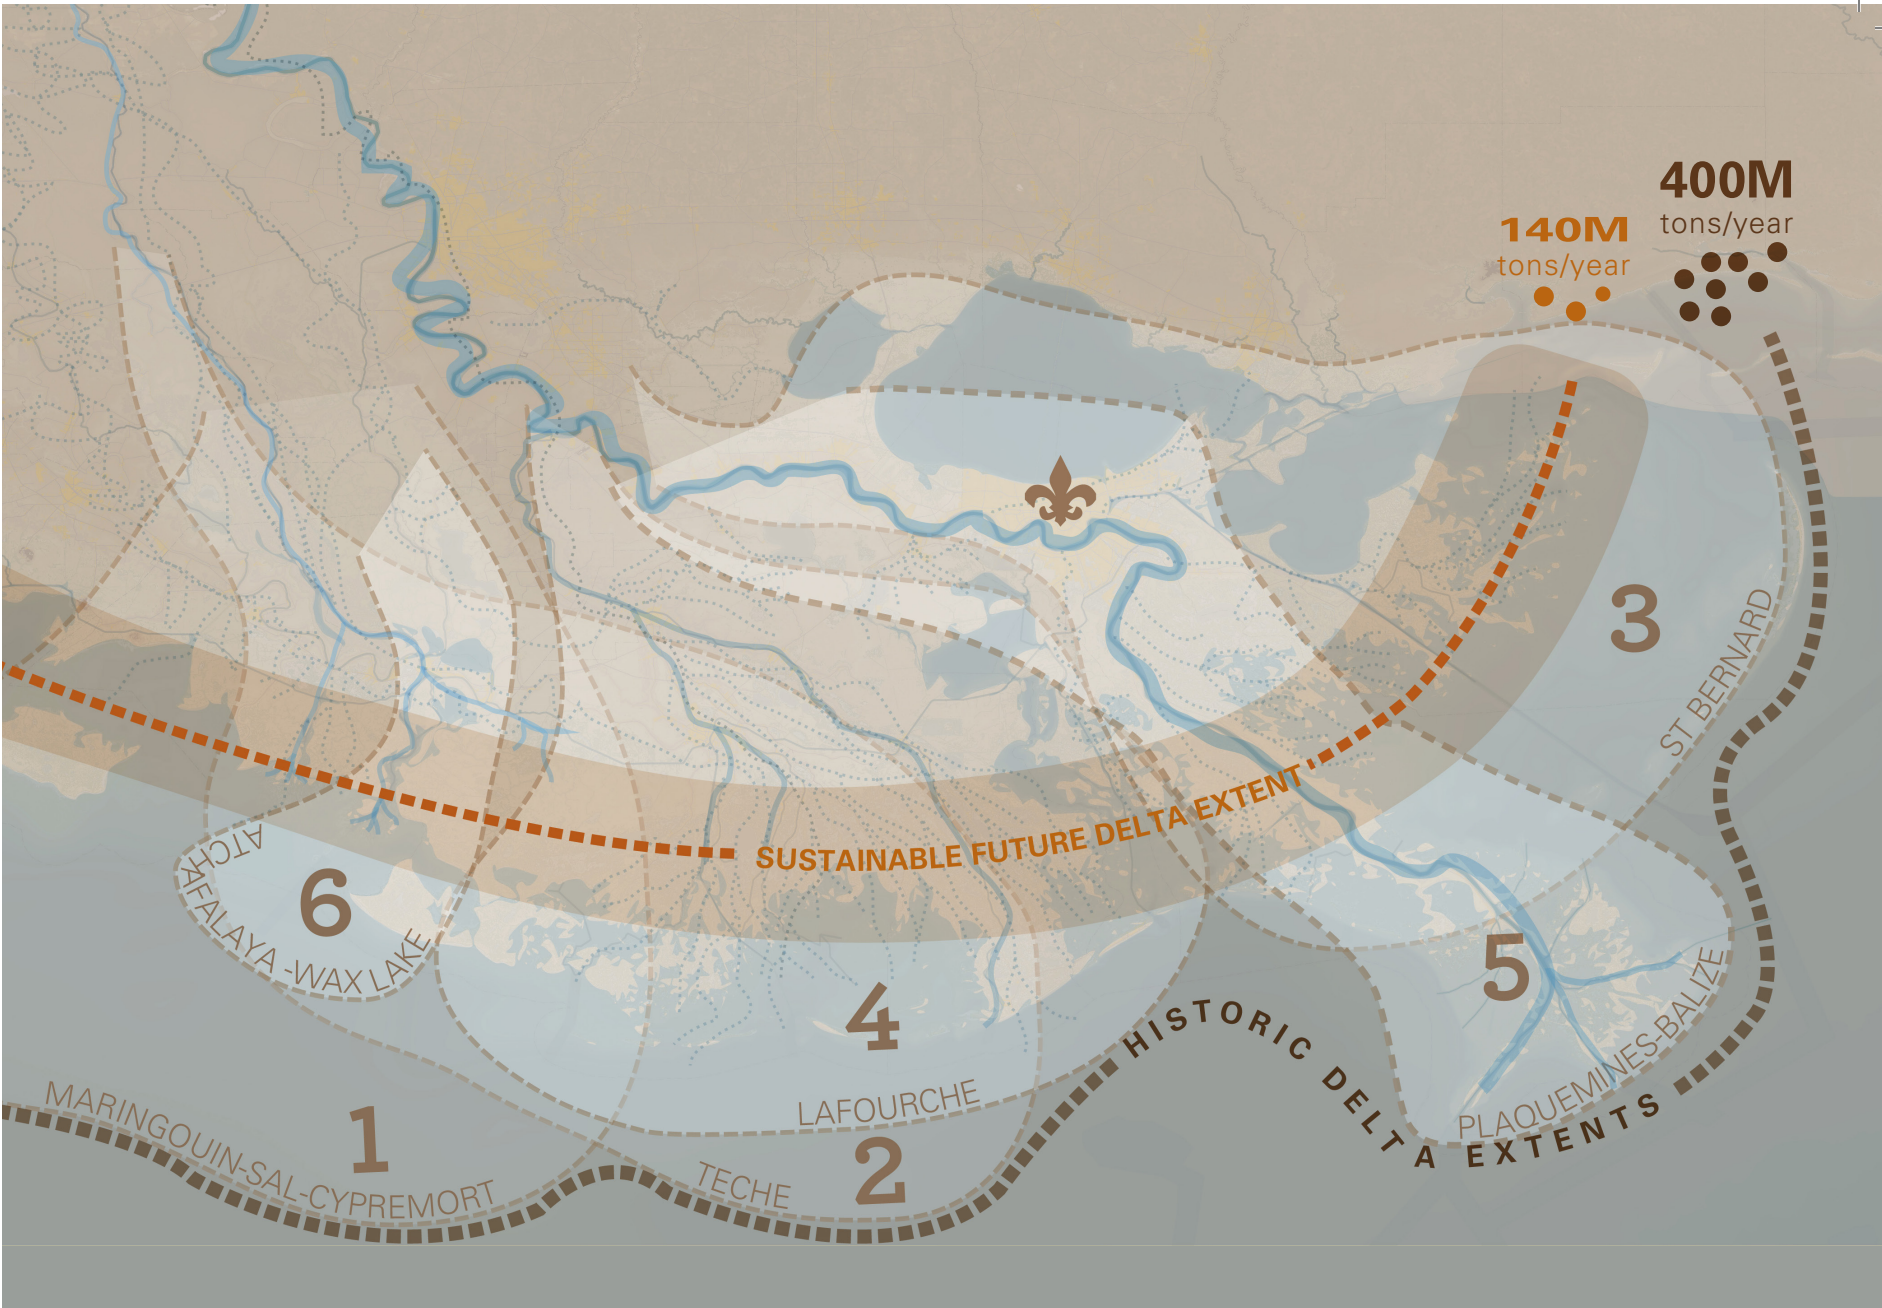 400M
tons/year
140M
tons/year
3
ST BERNARD
SUSTAINABLE FUTURE DELTA EXTENT
6
ATCHAFALAYA -WAX LAKE
5
PLAQUEMINES-BALIZE
4
LAFOURCHE
HISTORIC DELTA EXTENTS
1
MARINGOUIN-SAL-CYPREMORT
2
TECHE